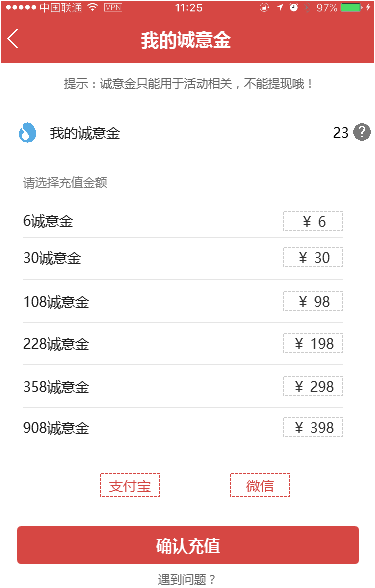 中国联通 VPN 11:25 97%
我的诚意金
提示：诚意金只能用于活动相关，不能提现哦！
我的诚意金 23 ?
请选择充值金额
6诚意金 ¥ 6
30诚意金 ¥ 30
108诚意金 ¥ 98
228诚意金 ¥ 198
358诚意金 ¥ 298
908诚意金 ¥ 398
支付宝 微信
确认充值
遇到问题？